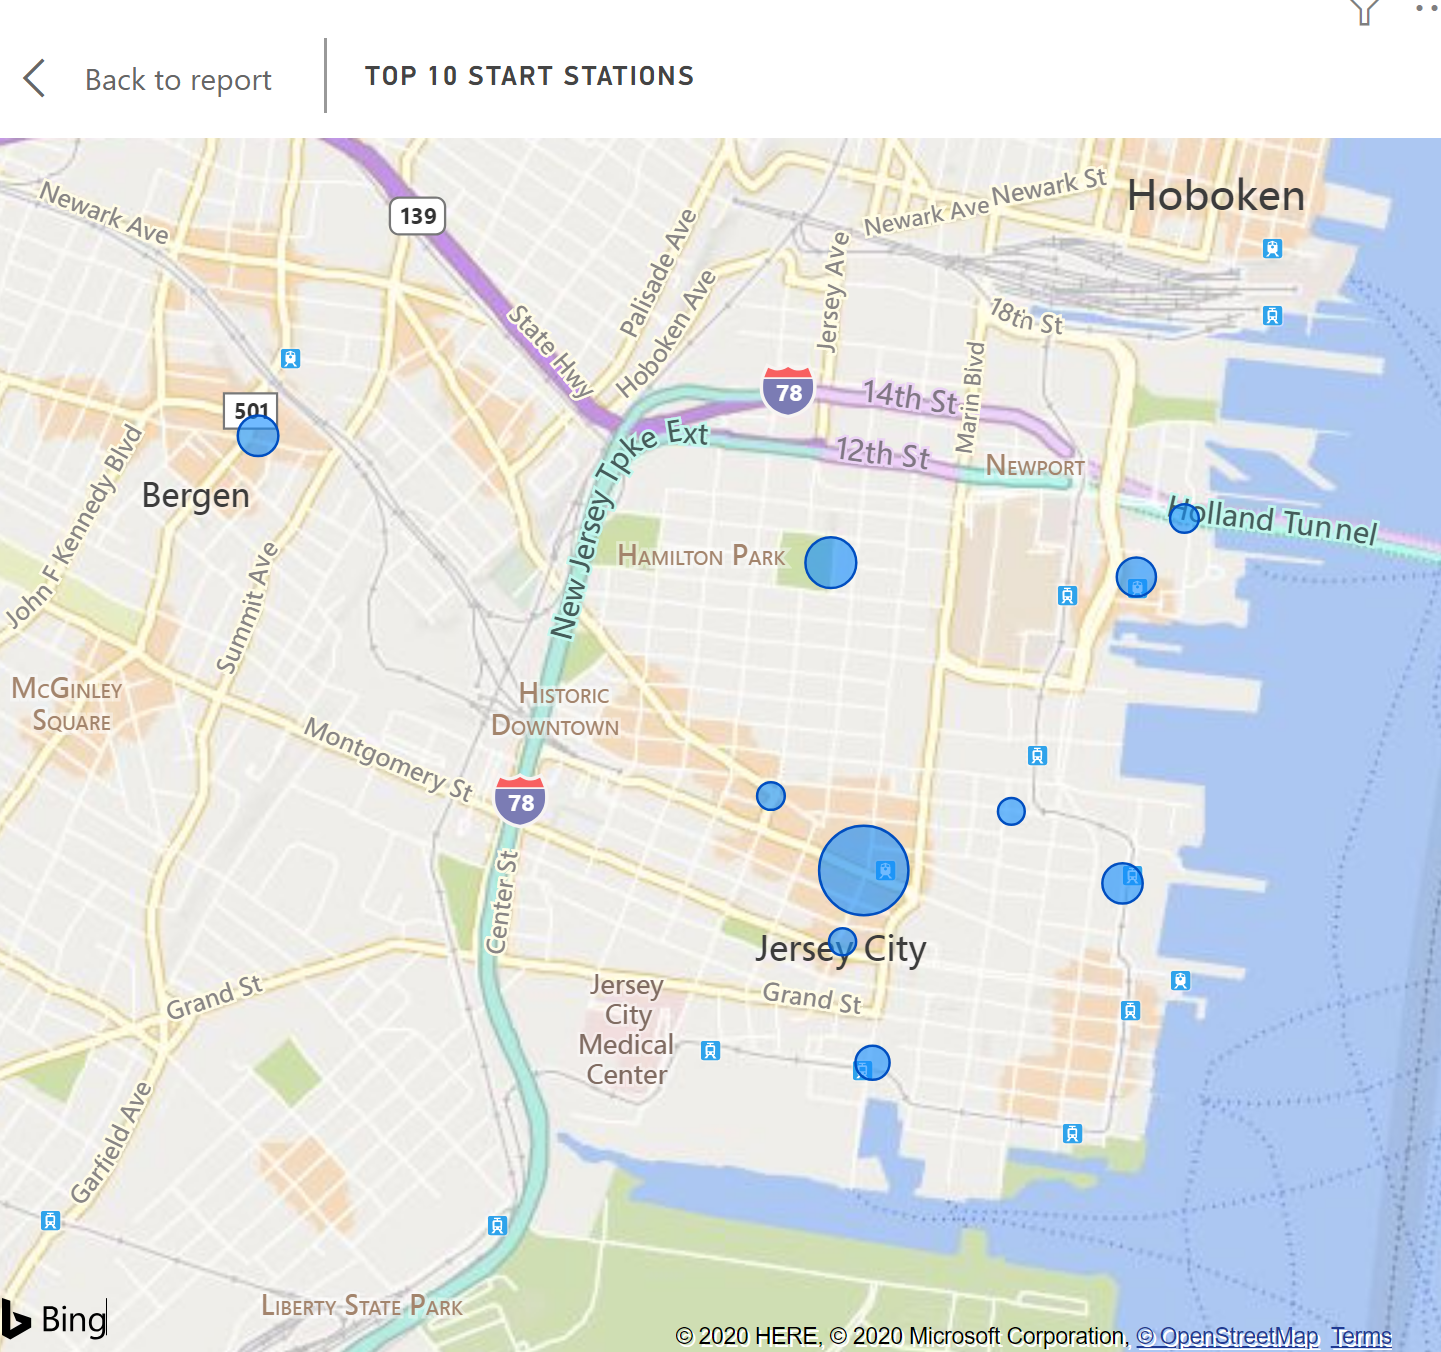 Back to report
TOP 10 START STATIONS
Newark Ave
139
Palisade Ave
Hoboken Ave
State Hwy
Jersey Ave
Newark Ave
Newark St
Hoboken
18th St
Marin Blvd
78
14th St
12th St
NEWPORT
Holland Tunnel
501
Bergen
John F Kennedy Blvd
Summit Ave
New Jersey Tpke Ext
HAMILTON PARK
MCGINLEY
SQUARE
HISTORIC
DOWNTOWN
Montgomery St
78
Center St
Jersey City
Grand St
Grand St
Jersey
City
Medical
Center
Garfield Ave
LIBERTY STATE PARK
Bing
© 2020 HERE, © 2020 Microsoft Corporation, © OpenStreetMap Terms